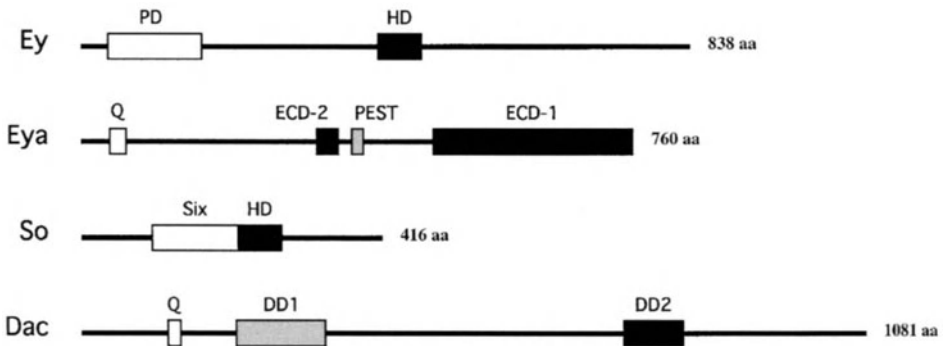 PD HD
Ey 838 aa
Q ECD-2 PEST ECD-1
Eya 760 aa
Six HD
So 416 aa
Q DD1 DD2
Dac 1081 aa